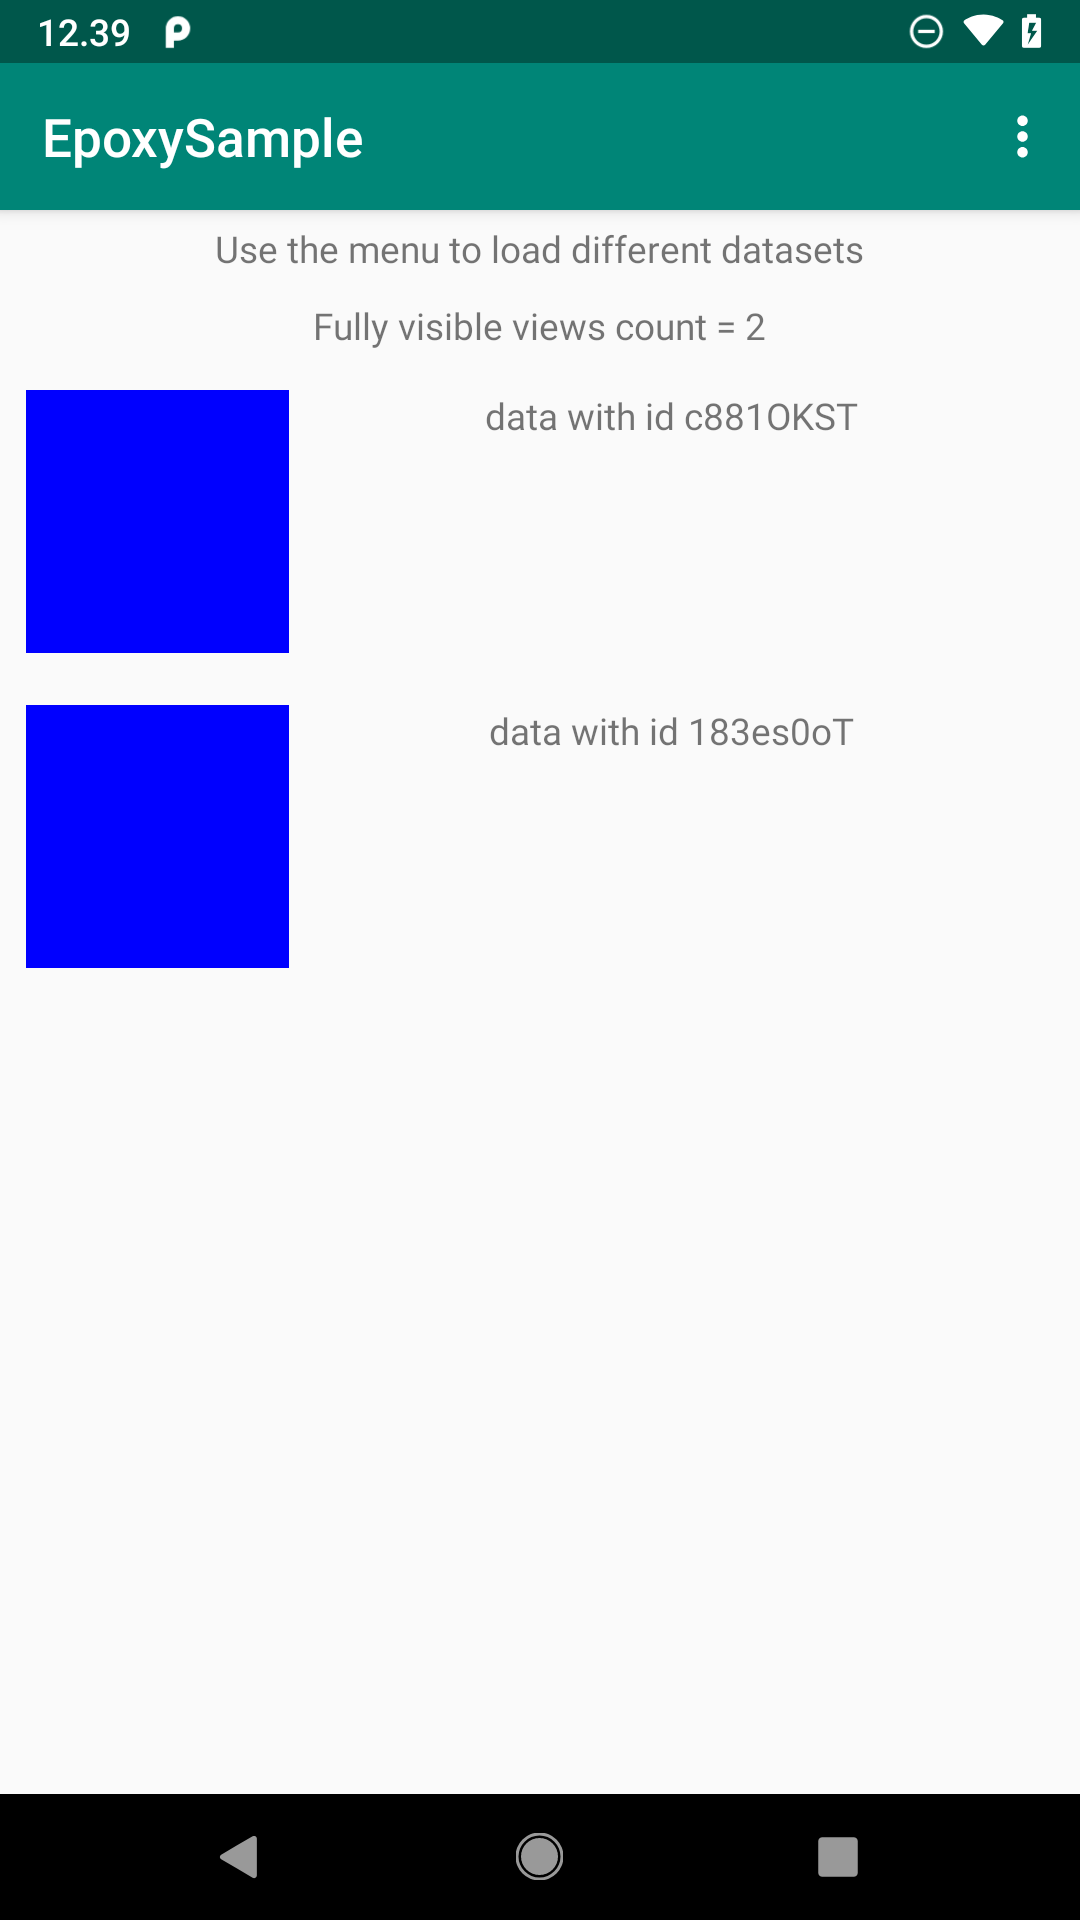 12.39
EpoxySample
Use the menu to load different datasets
Fully visible views count = 2
data with id c881OKST
data with id 183es0oT